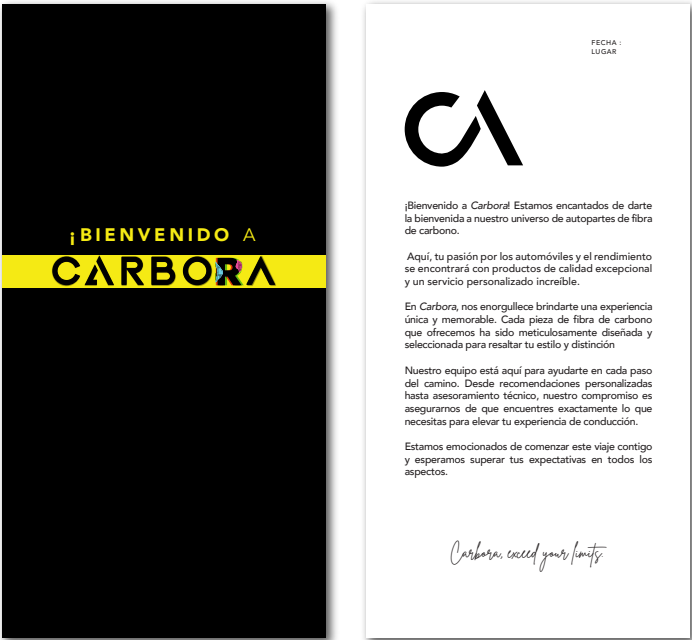 ¡BIENVENIDO A
CARBORA
FECHA :
LUGAR
CA
¡Bienvenido a Carbora! Estamos encantados de darte
la bienvenida a nuestro universo de autopartes de fibra
de carbono.
Aquí, tu pasión por los automóviles y el rendimiento
se encontrará con productos de calidad excepcional
y un servicio personalizado increíble.
En Carbora, nos enorgullece brindarte una experiencia
única y memorable. Cada pieza de fibra de carbono
que ofrecemos ha sido meticulosamente diseñada y
seleccionada para resaltar tu estilo y distinción
Nuestro equipo está aquí para ayudarte en cada paso
del camino. Desde recomendaciones personalizadas
hasta asesoramiento técnico, nuestro compromiso es
asegurarnos de que encuentres exactamente lo que
necesitas para elevar tu experiencia de conducción.
Estamos emocionados de comenzar este viaje contigo
y esperamos superar tus expectativas en todos los
aspectos.
Carbora, exceed your limits.